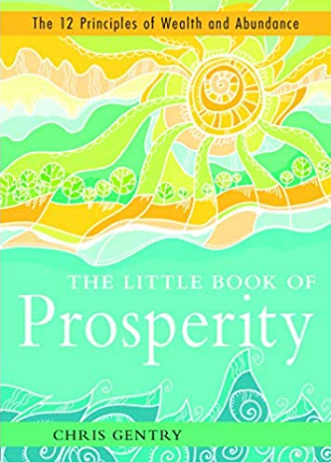 The 12 Principles of Wealth and Abundance
THE LITTLE BOOK OF
Prosperity
CHRIS GENTRY